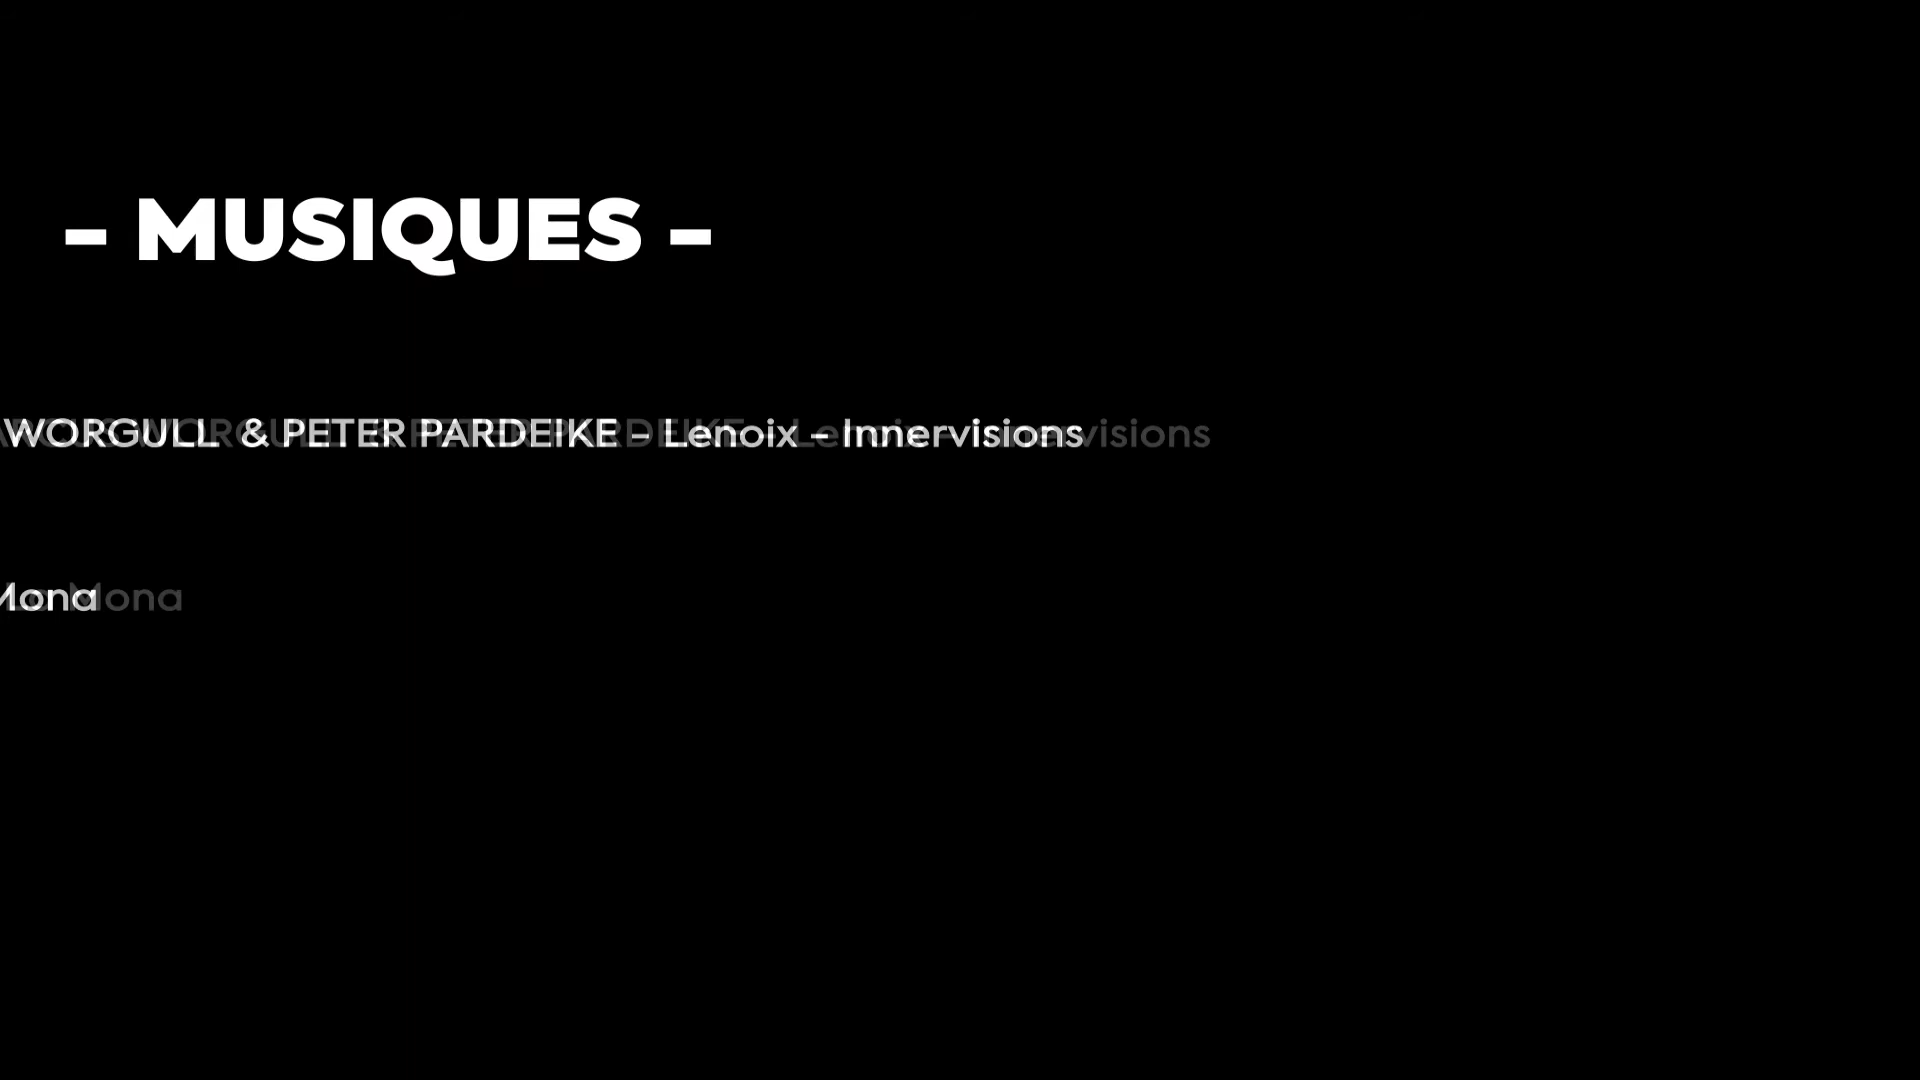 - MUSIQUES -
WORGULL & PETER PARDEIKE - Lenoix - Innervisions
Mona